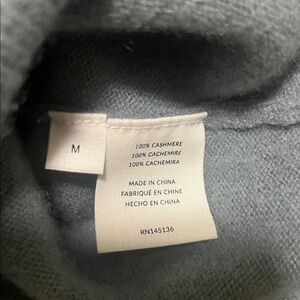 M
100% CASHMERE
100% CACHEMIRE
100% CACHEMIRA
MADE IN CHINA
FABRIQUÉ EN CHINE
HECHO EN CHINA
RN145136